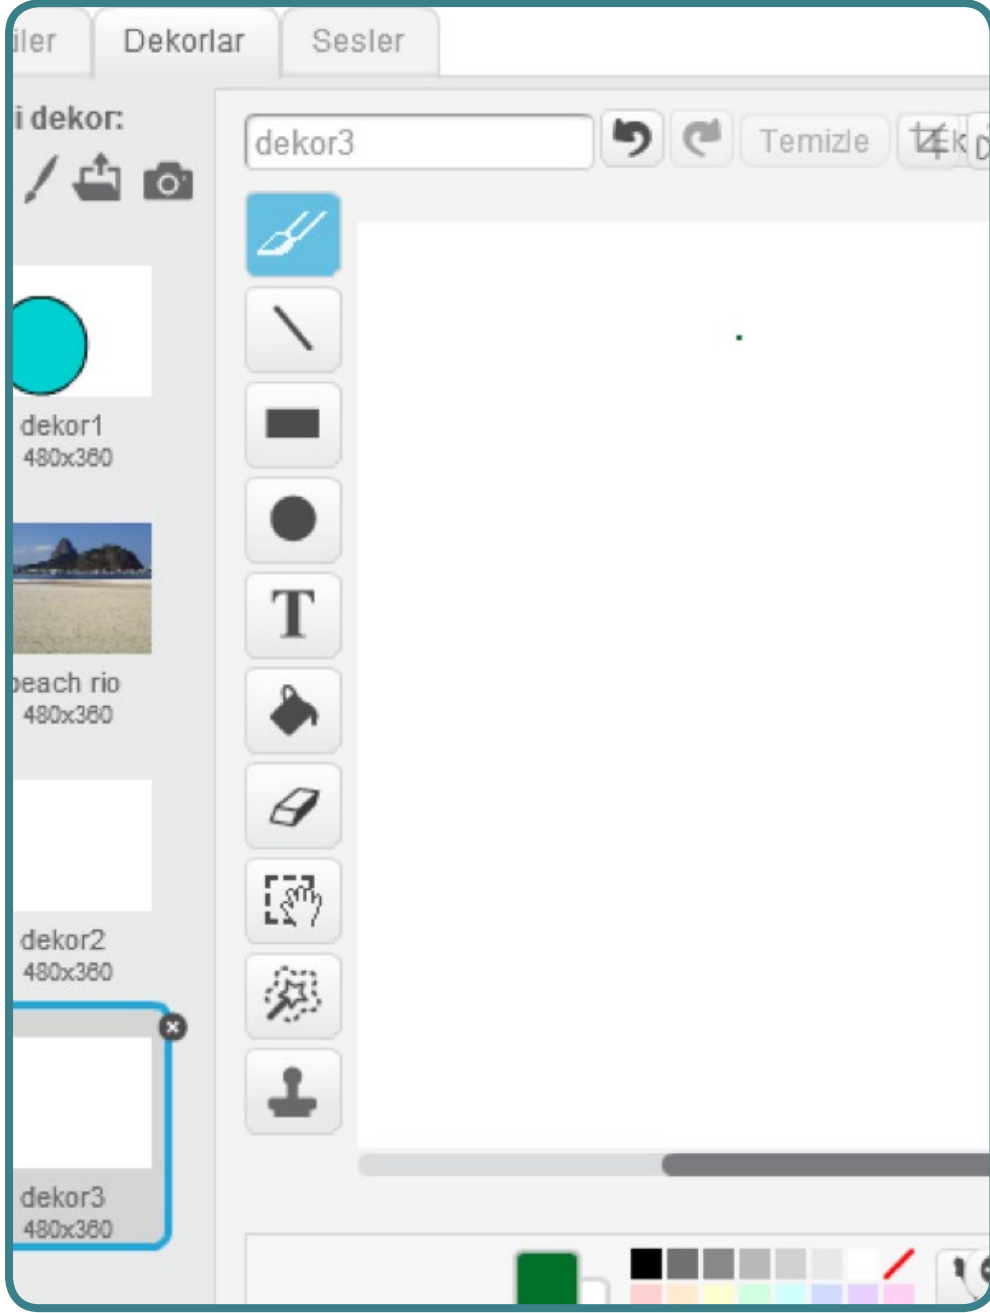 Dekorlar
Sesler
i dekor:
dekor3
Temizle
dekor1
480x360
beach rio
480x360
T
dekor2
480x360
dekor3
480x360